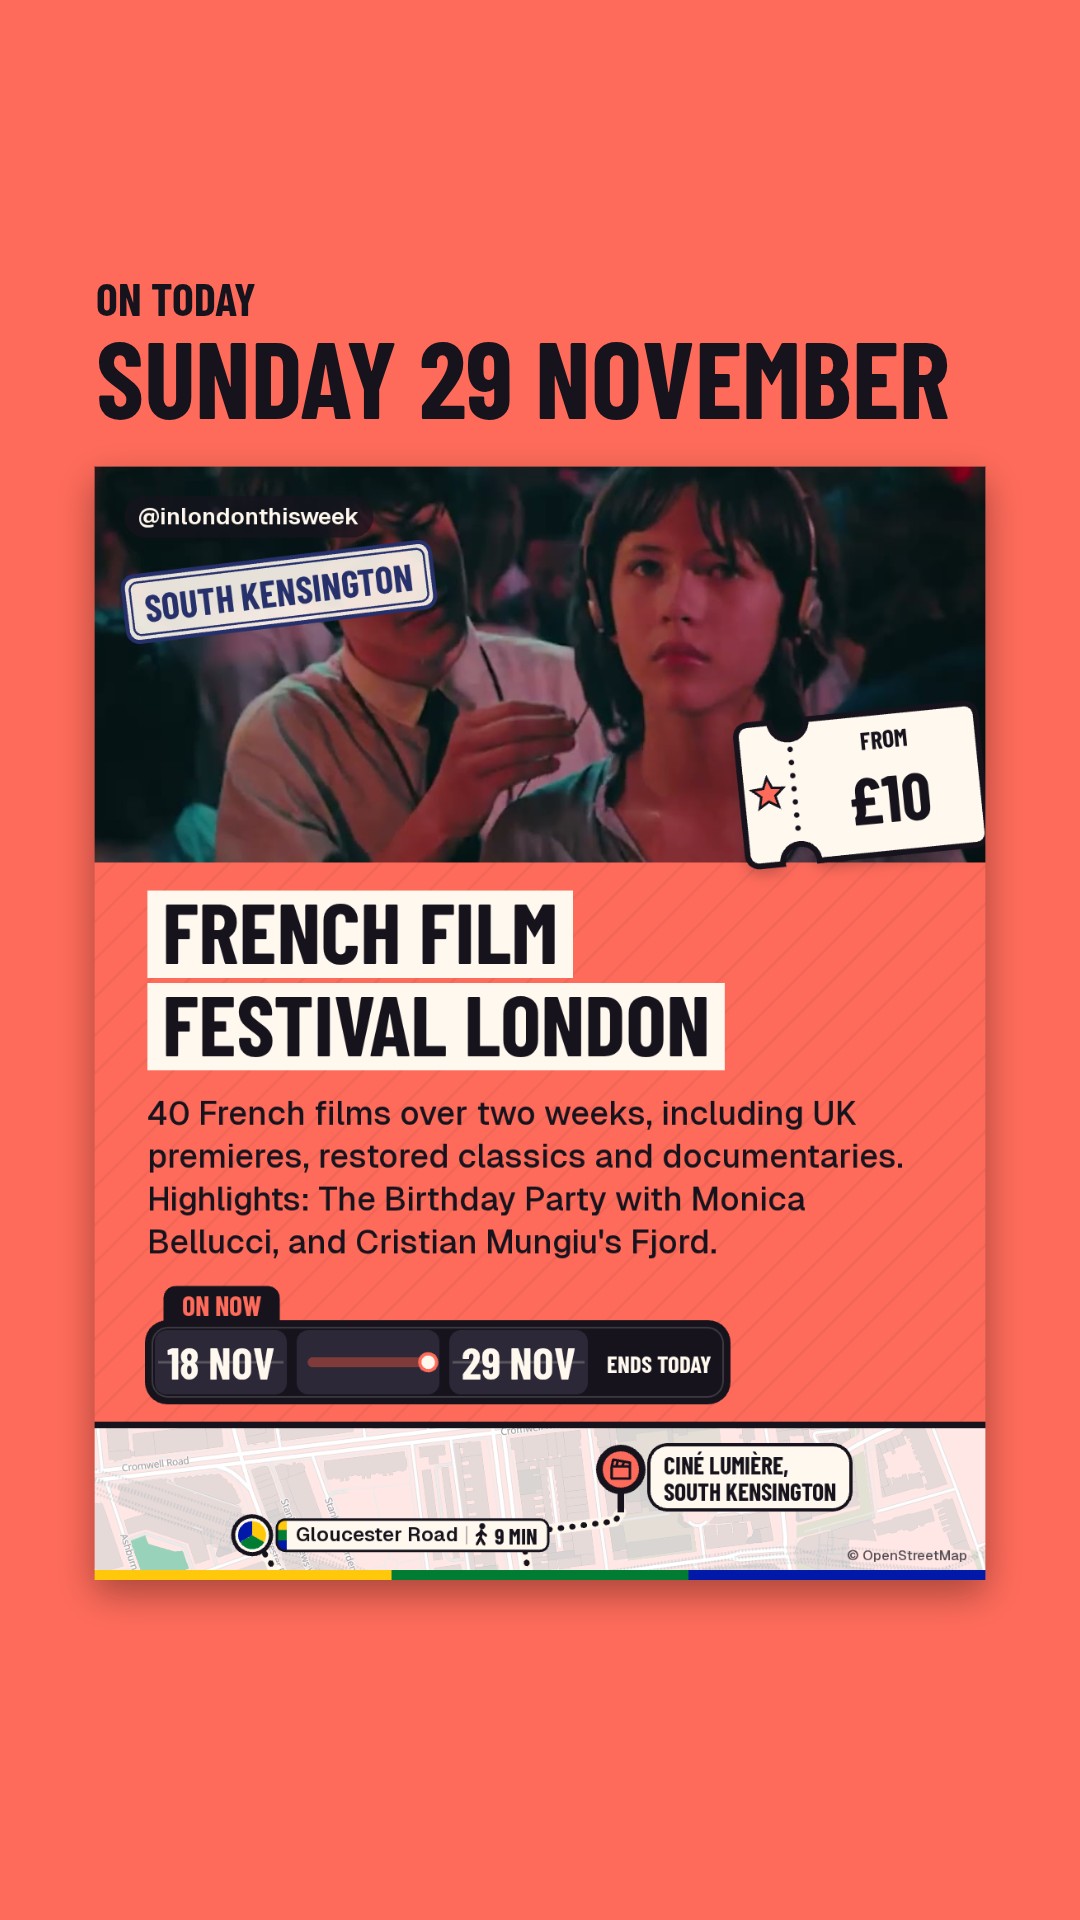 ON TODAY
SUNDAY 29 NOVEMBER
@inlondonthisweek
SOUTH KENSINGTON
FROM
£10
FRENCH FILM
FESTIVAL LONDON
40 French films over two weeks, including UK
premieres, restored classics and documentaries.
Highlights: The Birthday Party with Monica
Bellucci, and Cristian Mungiu's Fjord.
ON NOW
18 NOV
29 NOV
ENDS TODAY
Cromwell Road
CINÉ LUMIÈRE,
SOUTH KENSINGTON
Gloucester Road
9 MIN
© OpenStreetMap